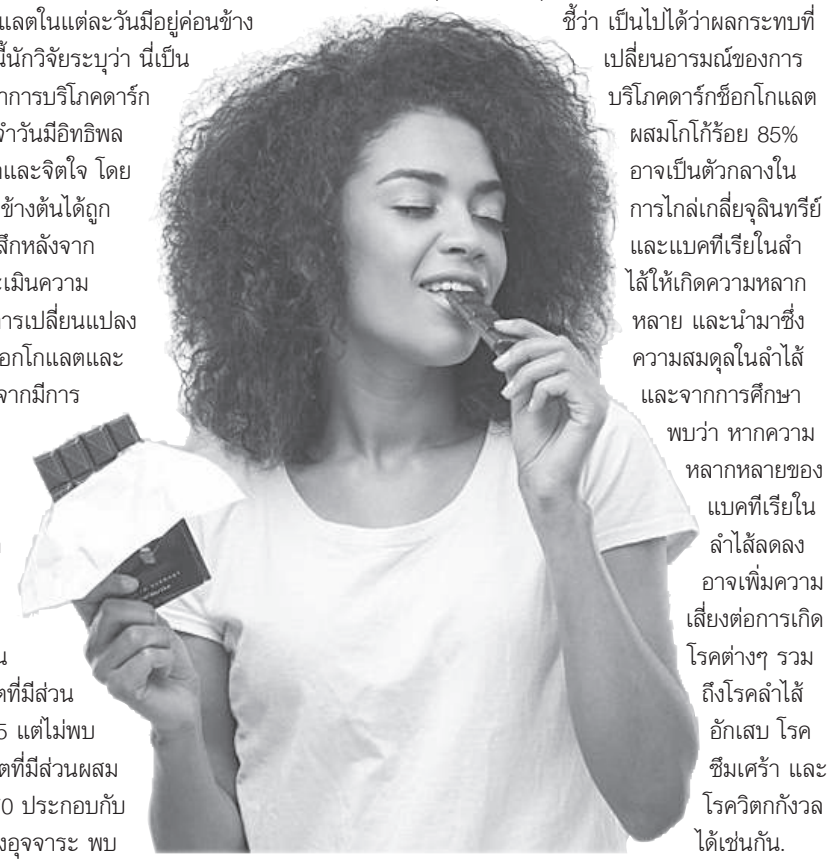 แลตในแต่ละวันมีอยู่ค่อนข้าง
นี้นักวิจัยระบุว่า นี่เป็น
าการบริโภคดาร์ก
จำวันมีอิทธิพล
และจิตใจ โดย
ข้างต้นได้ถูก
สึกหลังจาก
เมินความ
ารเปลี่ยนแปลง
อกโกแลตและ
จากมีการ
น
ตที่มีส่วน
5 แต่ไม่พบ
ตที่มีส่วนผสม
0 ประกอบกับ
งอุจจาระ พบ
ชี้ว่า เป็นไปได้ว่าผลกระทบที่
เปลี่ยนอารมณ์ของการ
บริโภคดาร์กช็อกโกแลต
ผสมโกโก้ร้อย 85%
อาจเป็นตัวกลางใน
การไกล่เกลี่ยจุลินทรีย์
และแบคทีเรียในลำ
ไส้ให้เกิดความหลาก
หลาย และนำมาซึ่ง
ความสมดุลในลำไส้
และจากการศึกษา
พบว่า หากความ
หลากหลายของ
แบคทีเรียใน
ลำไส้ลดลง
อาจเพิ่มความ
เสี่ยงต่อการเกิด
โรคต่างๆ รวม
ถึงโรคลำไส้
อักเสบ โรค
ซึมเศร้า และ
โรควิตกกังวล
ได้เช่นกัน.